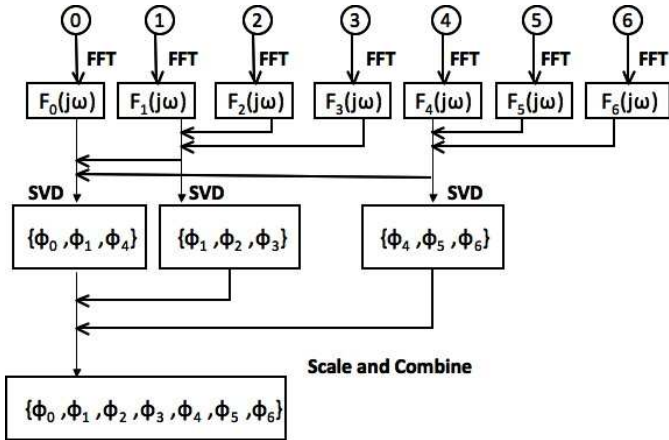 0 1 2 3 4 5 6
FFT FFT FFT FFT FFT FFT FFT
F₀(jω) F₁(jω) F₂(jω) F₃(jω) F₄(jω) F₅(jω) F₆(jω)
SVD SVD SVD
{ϕ₀ ,ϕ₁ ,ϕ₄} {ϕ₁ ,ϕ₂ ,ϕ₃} {ϕ₄ ,ϕ₅ ,ϕ₆}
Scale and Combine
{ϕ₀ ,ϕ₁ ,ϕ₂ ,ϕ₃ ,ϕ₄ ,ϕ₅ ,ϕ₆}